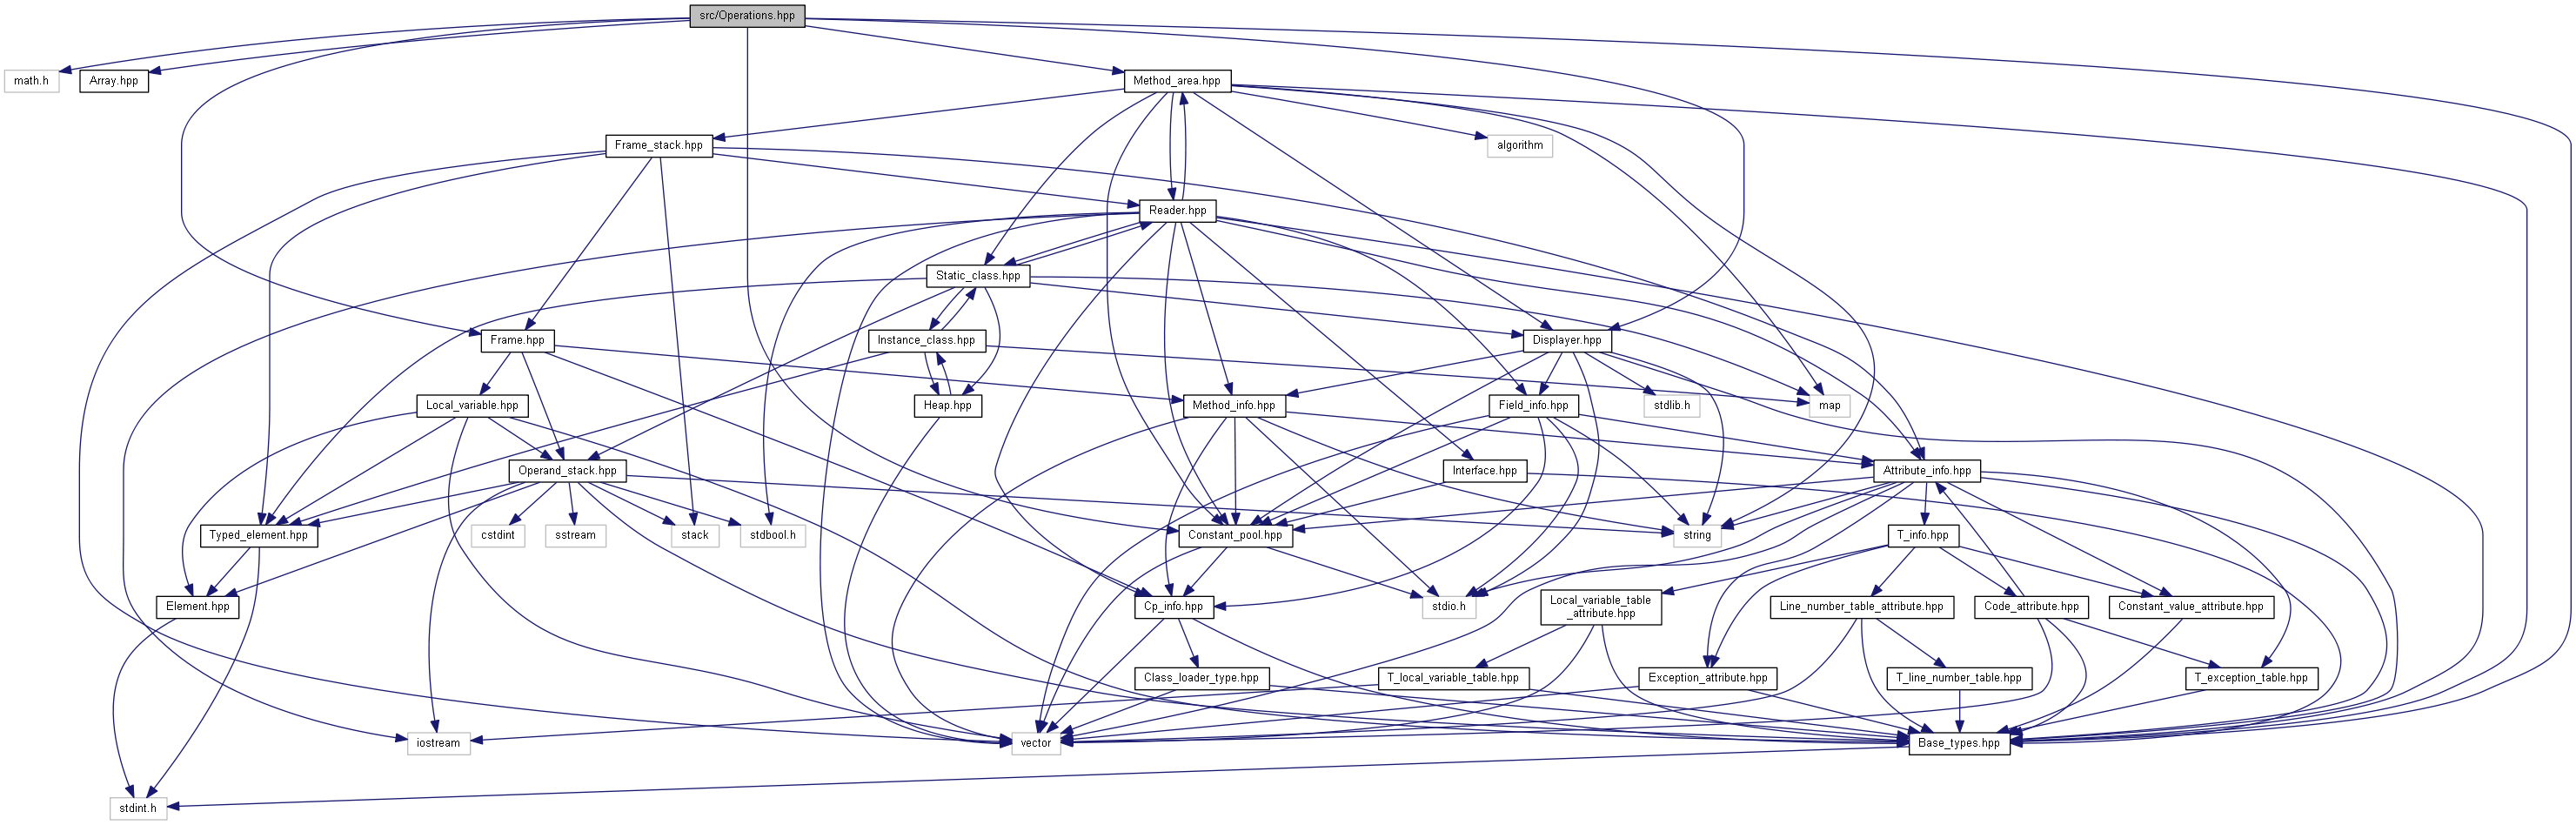 src/Operations.hpp
math.h
Array.hpp
Method_area.hpp
Frame_stack.hpp
algorithm
Reader.hpp
Static_class.hpp
Frame.hpp
Instance_class.hpp
Displayer.hpp
Local_variable.hpp
Heap.hpp
Method_info.hpp
Field_info.hpp
stdlib.h
map
Operand_stack.hpp
Interface.hpp
Attribute_info.hpp
Typed_element.hpp
cstdint
sstream
stack
stdbool.h
Constant_pool.hpp
string
T_info.hpp
Element.hpp
Cp_info.hpp
stdio.h
Local_variable_table
_attribute.hpp
Line_number_table_attribute.hpp
Code_attribute.hpp
Constant_value_attribute.hpp
Class_loader_type.hpp
T_local_variable_table.hpp
Exception_attribute.hpp
T_line_number_table.hpp
T_exception_table.hpp
iostream
vector
Base_types.hpp
stdint.h